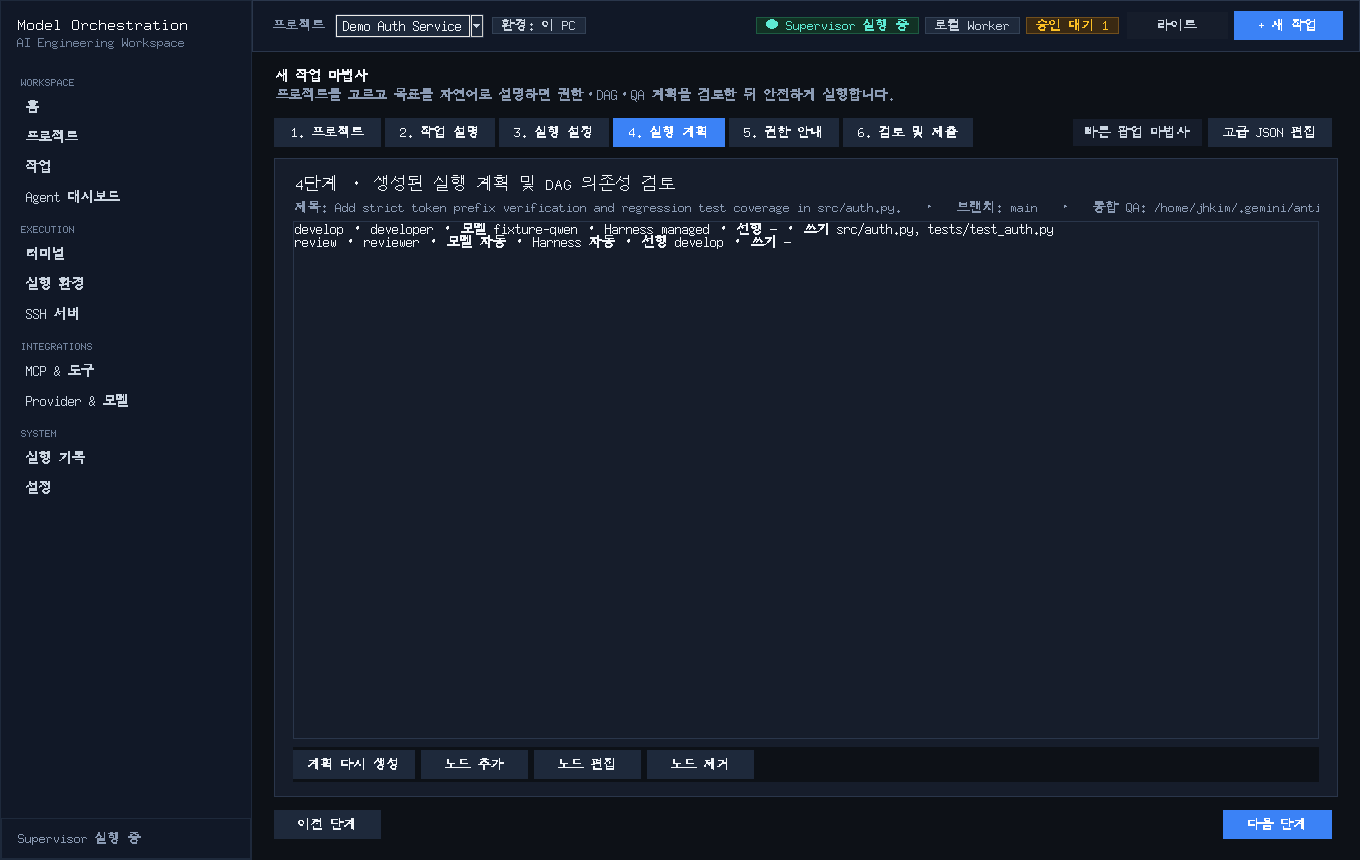 Model Orchestration
AI Engineering Workspace
WORKSPACE
홈
프로젝트
작업
Agent 대시보드
EXECUTION
터미널
실행 환경
SSH 서버
INTEGRATIONS
MCP & 도구
Provider & 모델
SYSTEM
실행 기록
설정
Supervisor 실행 중
프로젝트 Demo Auth Service 환경: 이 PC Supervisor 실행 중 로컬 Worker 승인 대기 1 라이트 + 새 작업
새 작업 마법사
프로젝트를 고르고 목표를 자연어로 설명하면 권한·DAG·QA 계획을 검토한 뒤 안전하게 실행합니다.
1. 프로젝트 2. 작업 설명 3. 실행 설정 4. 실행 계획 5. 권한 안내 6. 검토 및 제출 빠른 팝업 마법사 고급 JSON 편집
4단계 · 생성된 실행 계획 및 DAG 의존성 검토
제목: Add strict token prefix verification and regression test coverage in src/auth.py. · 브랜치: main · 통합 QA: /home/jhkim/.gemini/anti
develop · developer · 모델 fixture-qwen · Harness managed · 선행 — · 쓰기 src/auth.py, tests/test_auth.py
review · reviewer · 모델 자동 · Harness 자동 · 선행 develop · 쓰기 —
계획 다시 생성 노드 추가 노드 편집 노드 제거
이전 단계 다음 단계